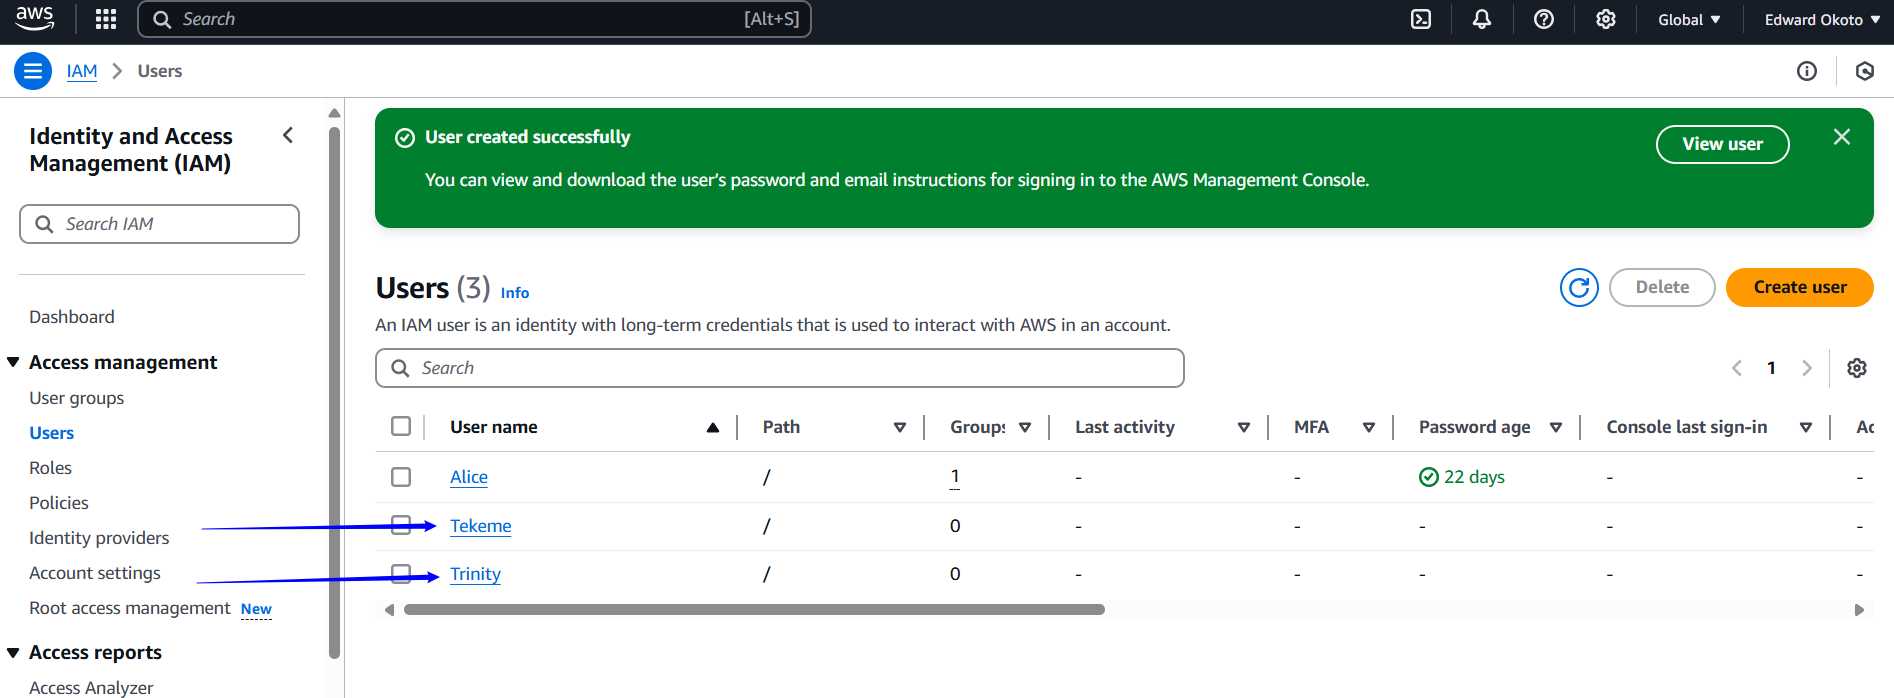 aws
Search [Alt+S] Global Edward Okoto
IAM Users
Identity and Access
Management (IAM)
Search IAM
Dashboard
Access management
User groups
Users
Roles
Policies
Identity providers
Account settings
Root access management New
Access reports
Access Analyzer
User created successfully
You can view and download the user's password and email instructions for signing in to the AWS Management Console.
View user
Users (3) Info
Delete
Create user
An IAM user is an identity with long-term credentials that is used to interact with AWS in an account.
Search
1
User name Path Groups Last activity MFA Password age Console last sign-in Ac
Alice / 1 - - 22 days - -
Tekeme / 0 - - - - -
Trinity / 0 - - - - -